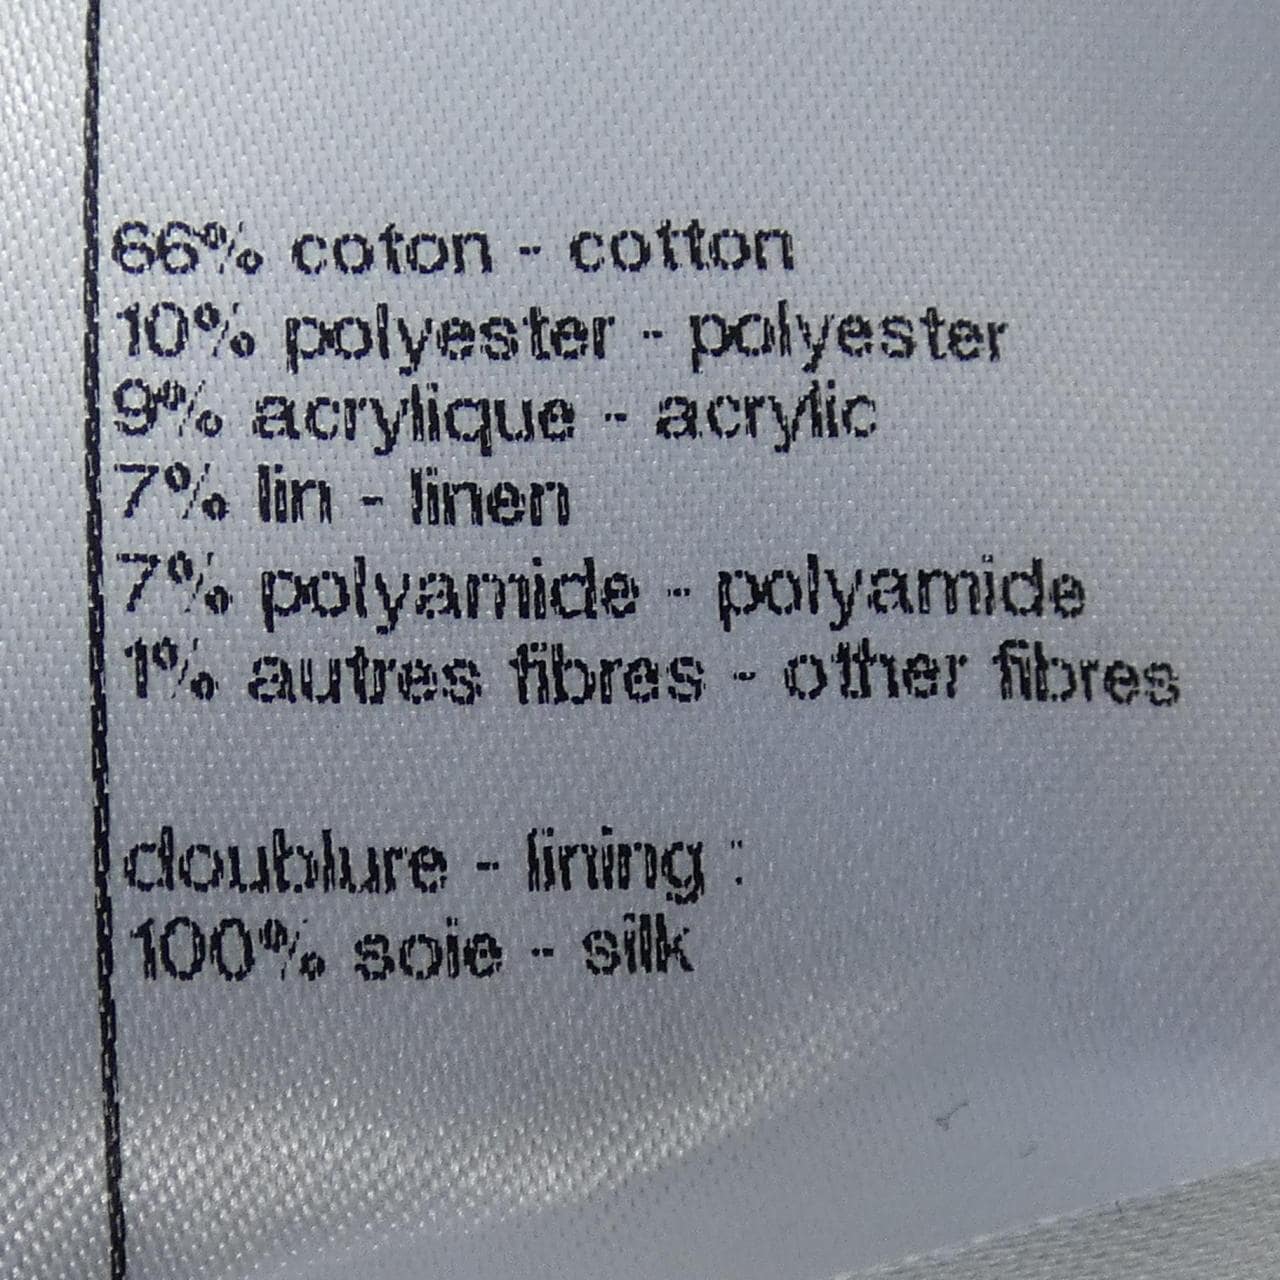 66% coton - cotton
10% polyester - polyester
9% acrylique - acrylic
7% lin - linen
7% polyamide - polyamide
1% autres fibres - other fibres
doublure - lining :
100% soie - silk